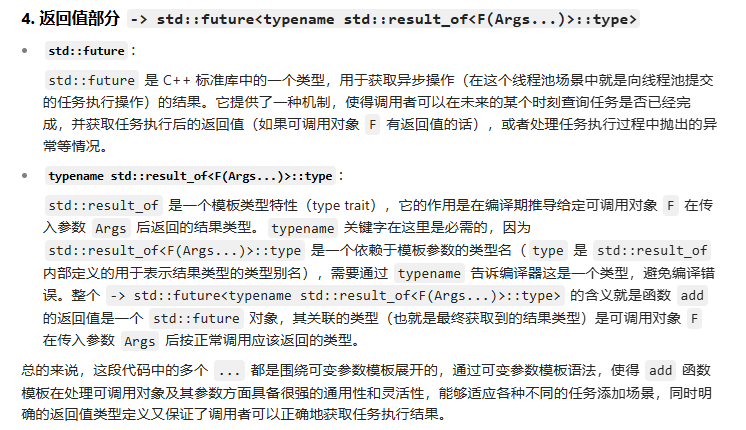 4. 返回值部分 -> std::future<typename std::result_of<F(Args...)>::type>
std::future：
std::future 是 C++ 标准库中的一个类型，用于获取异步操作（在这个线程池场景中就是向线程池提交
的任务执行操作）的结果。它提供了一种机制，使得调用者可以在未来的某个时刻查询任务是否已经完
成，并获取任务执行后的返回值（如果可调用对象 F 有返回值的话），或者处理任务执行过程中抛出的异
常等情况。
typename std::result_of<F(Args...)>::type：
std::result_of 是一个模板类型特性（type trait），它的作用是在编译期推导给定可调用对象 F 在传
入参数 Args 后返回的结果类型。 typename 关键字在这里是必需的，因为
std::result_of<F(Args...)>::type 是一个依赖于模板参数的类型名（ type 是 std::result_of
内部定义的用于表示结果类型的类型别名），需要通过 typename 告诉编译器这是一个类型，避免编译错
误。整个 -> std::future<typename std::result_of<F(Args...)>::type> 的含义就是函数 add
的返回值是一个 std::future 对象，其关联的类型（也就是最终获取到的结果类型）是可调用对象 F
在传入参数 Args 后按正常调用应该返回的类型。
总的来说，这段代码中的多个 ... 都是围绕可变参数模板展开的，通过可变参数模板语法，使得 add 函数
模板在处理可调用对象及其参数方面具备很强的通用性和灵活性，能够适应各种不同的任务添加场景，同时明
确的返回值类型定义又保证了调用者可以正确地获取任务执行结果。